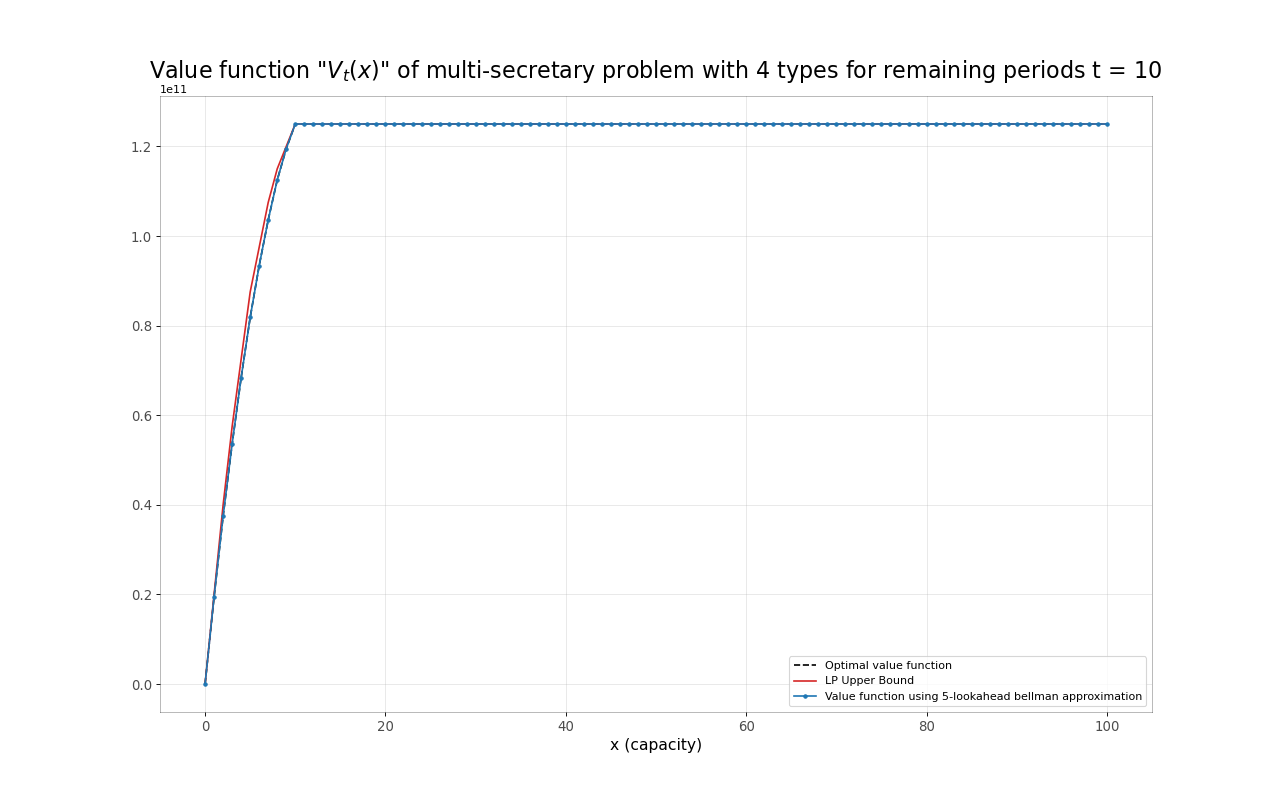 Value function "Vt(x)" of multi-secretary problem with 4 types for remaining periods t = 10
1e11
1.2
1.0
0.8
0.6
0.4
0.2
0.0
Optimal value function
LP Upper Bound
Value function using 5-lookahead bellman approximation
0 20 40 60 80 100
x (capacity)